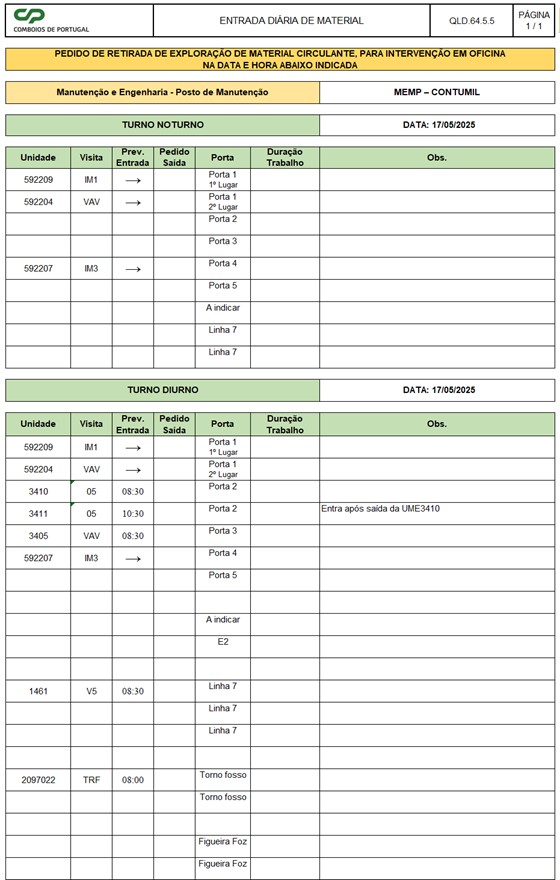 CP
COMBOIOS DE PORTUGAL
ENTRADA DIÁRIA DE MATERIAL
QLD.64.5.5
PÁGINA
1 / 1
PEDIDO DE RETIRADA DE EXPLORAÇÃO DE MATERIAL CIRCULANTE, PARA INTERVENÇÃO EM OFICINA
NA DATA E HORA ABAIXO INDICADA
Manutenção e Engenharia - Posto de Manutenção MEMP – CONTUMIL
TURNO NOTURNO DATA: 17/05/2025
Unidade Visita Prev. Entrada Pedido Saída Porta Duração Trabalho Obs.
592209 IM1 → Porta 1 1º Lugar
592204 VAV → Porta 1 2º Lugar
Porta 2
Porta 3
592207 IM3 → Porta 4
Porta 5
A indicar
Linha 7
Linha 7
TURNO DIURNO DATA: 17/05/2025
Unidade Visita Prev. Entrada Pedido Saída Porta Duração Trabalho Obs.
592209 IM1 → Porta 1 1º Lugar
592204 VAV → Porta 1 2º Lugar
3410 05 08:30 Porta 2
3411 05 10:30 Porta 2 Entra após saída da UME3410
3405 VAV 08:30 Porta 3
592207 IM3 → Porta 4
Porta 5
A indicar
E2
1461 V5 08:30 Linha 7
Linha 7
Linha 7
2097022 TRF 08:00 Torno fosso
Torno fosso
Figueira Foz
Figueira Foz